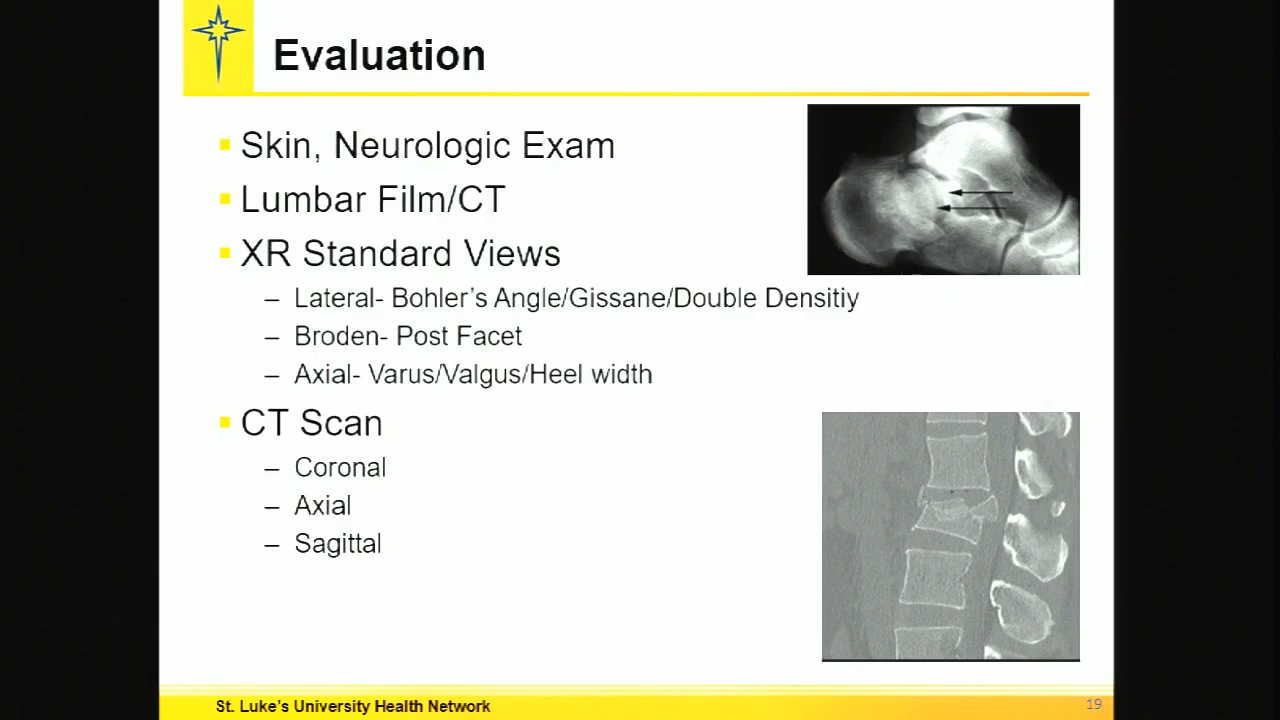 Evaluation
Skin, Neurologic Exam
Lumbar Film/CT
XR Standard Views
– Lateral- Bohler's Angle/Gissane/Double Densitiy
– Broden- Post Facet
– Axial- Varus/Valgus/Heel width
CT Scan
– Coronal
– Axial
– Sagittal
St. Luke's University Health Network
19